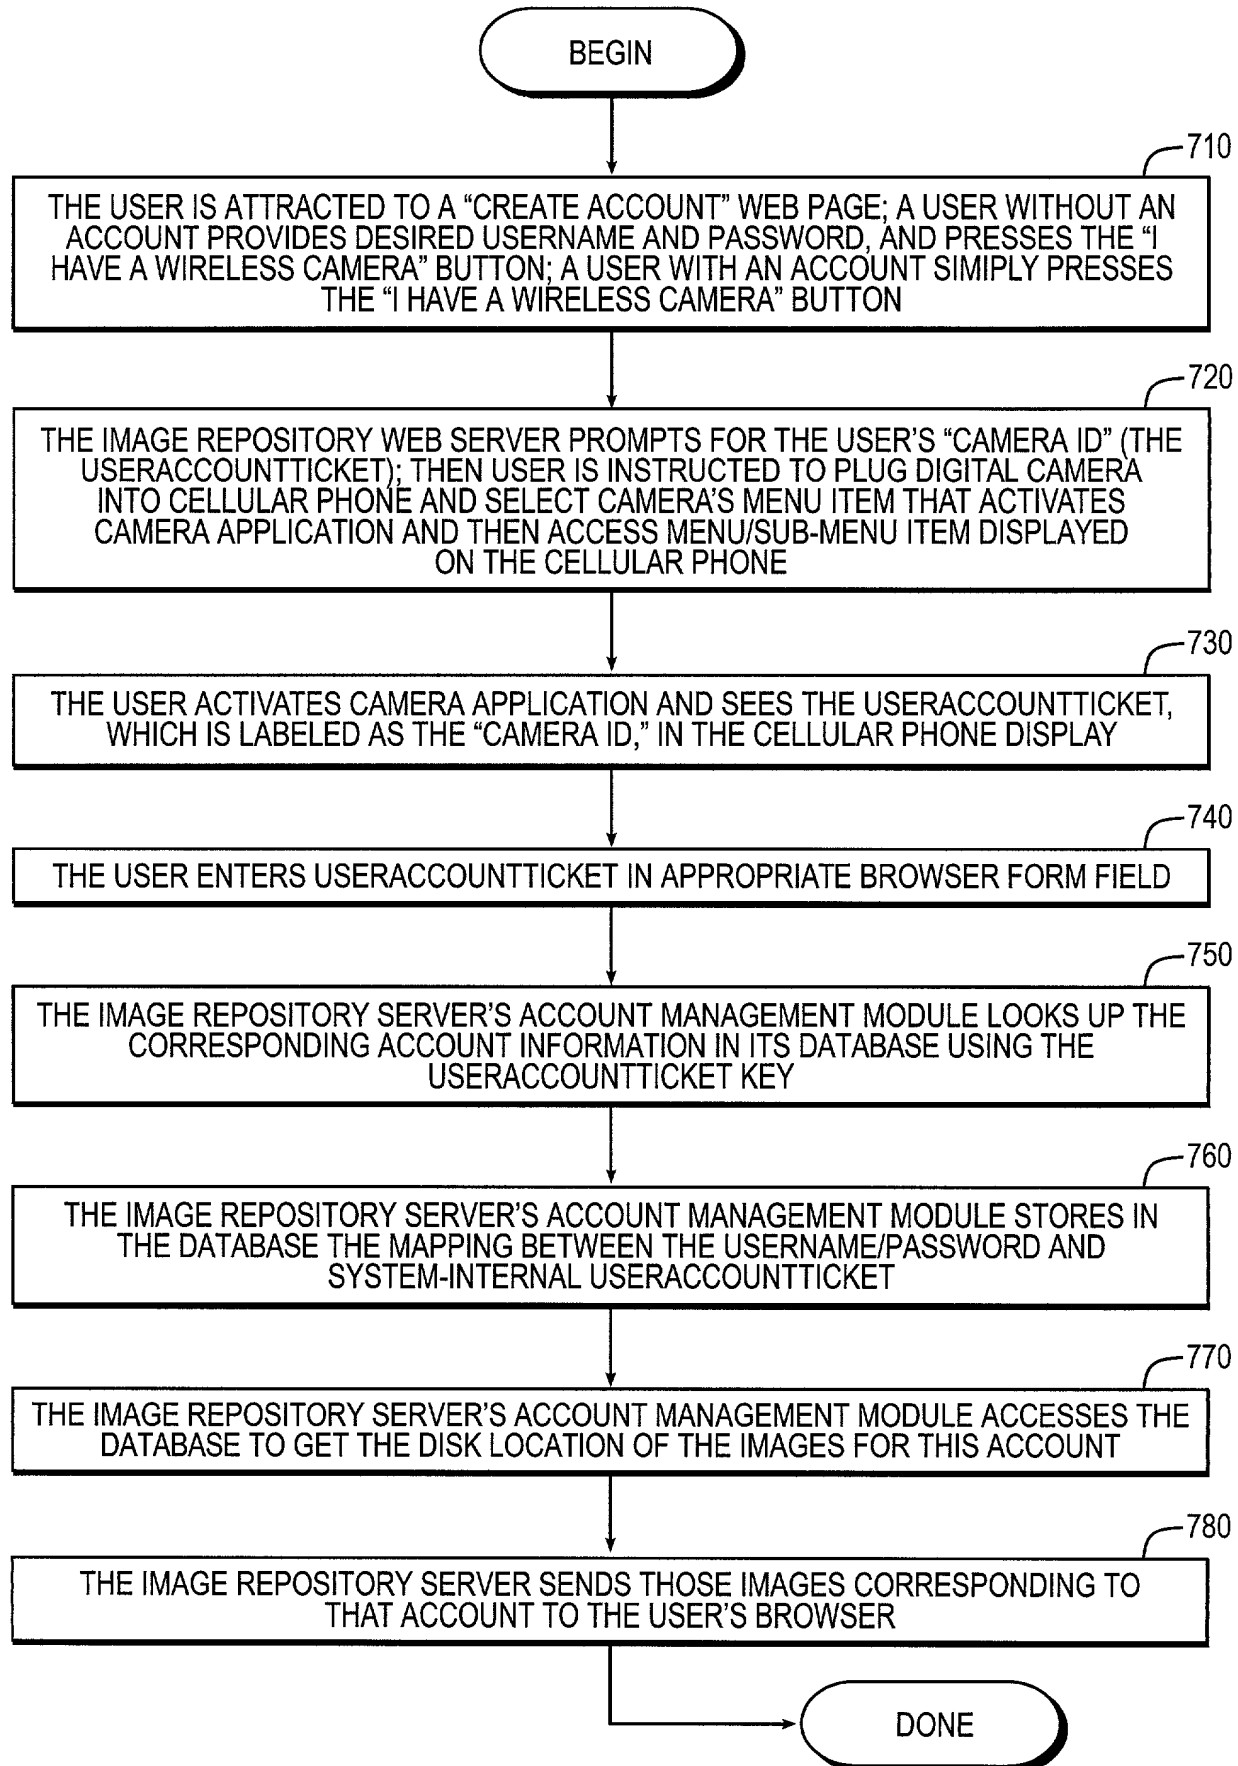 BEGIN
710
THE USER IS ATTRACTED TO A “CREATE ACCOUNT” WEB PAGE; A USER WITHOUT AN
ACCOUNT PROVIDES DESIRED USERNAME AND PASSWORD, AND PRESSES THE “I
HAVE A WIRELESS CAMERA” BUTTON; A USER WITH AN ACCOUNT SIMIPLY PRESSES
THE “I HAVE A WIRELESS CAMERA” BUTTON
720
THE IMAGE REPOSITORY WEB SERVER PROMPTS FOR THE USER’S “CAMERA ID” (THE
USERACCOUNTTICKET); THEN USER IS INSTRUCTED TO PLUG DIGITAL CAMERA
INTO CELLULAR PHONE AND SELECT CAMERA’S MENU ITEM THAT ACTIVATES
CAMERA APPLICATION AND THEN ACCESS MENU/SUB-MENU ITEM DISPLAYED
ON THE CELLULAR PHONE
730
THE USER ACTIVATES CAMERA APPLICATION AND SEES THE USERACCOUNTTICKET,
WHICH IS LABELED AS THE “CAMERA ID,” IN THE CELLULAR PHONE DISPLAY
740
THE USER ENTERS USERACCOUNTTICKET IN APPROPRIATE BROWSER FORM FIELD
750
THE IMAGE REPOSITORY SERVER’S ACCOUNT MANAGEMENT MODULE LOOKS UP THE
CORRESPONDING ACCOUNT INFORMATION IN ITS DATABASE USING THE
USERACCOUNTTICKET KEY
760
THE IMAGE REPOSITORY SERVER’S ACCOUNT MANAGEMENT MODULE STORES IN
THE DATABASE THE MAPPING BETWEEN THE USERNAME/PASSWORD AND
SYSTEM-INTERNAL USERACCOUNTTICKET
770
THE IMAGE REPOSITORY SERVER’S ACCOUNT MANAGEMENT MODULE ACCESSES THE
DATABASE TO GET THE DISK LOCATION OF THE IMAGES FOR THIS ACCOUNT
780
THE IMAGE REPOSITORY SERVER SENDS THOSE IMAGES CORRESPONDING TO
THAT ACCOUNT TO THE USER’S BROWSER
DONE